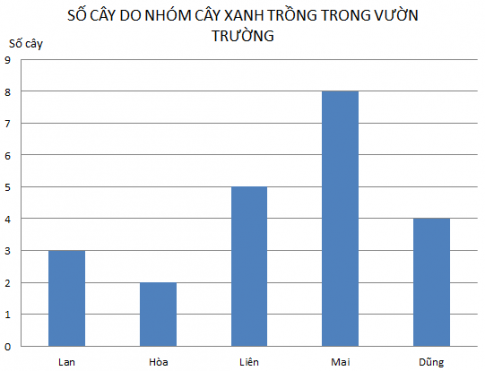 SỐ CÂY DO NHÓM CÂY XANH TRỒNG TRONG VƯỜN
TRƯỜNG
Số cây
9
8
7
6
5
4
3
2
1
0
Lan Hòa Liên Mai Dũng